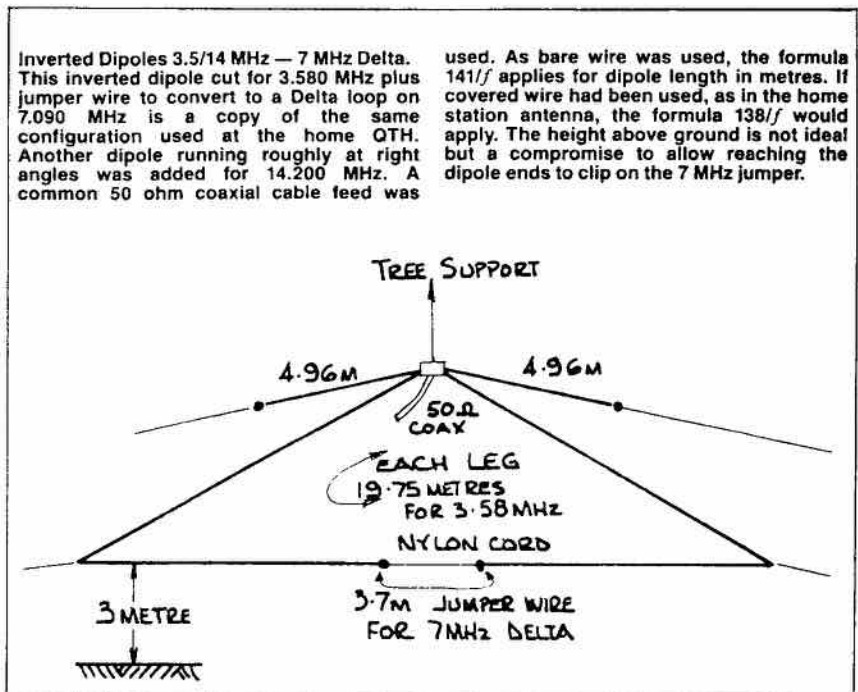 Inverted Dipoles 3.5/14 MHz — 7 MHz Delta.
This inverted dipole cut for 3.580 MHz plus
jumper wire to convert to a Delta loop on
7.090 MHz is a copy of the same
configuration used at the home QTH.
Another dipole running roughly at right
angles was added for 14.200 MHz. A
common 50 ohm coaxial cable feed was
used. As bare wire was used, the formula
141/f applies for dipole length in metres. If
covered wire had been used, as in the home
station antenna, the formula 138/f would
apply. The height above ground is not ideal
but a compromise to allow reaching the
dipole ends to clip on the 7 MHz jumper.
TREE SUPPORT
4.96M
4.96M
50Ω
COAX
EACH LEG
19.75 METRES
FOR 3.58MHZ
NYLON CORD
3 METRE
3.7M JUMPER WIRE
FOR 7MHZ DELTA